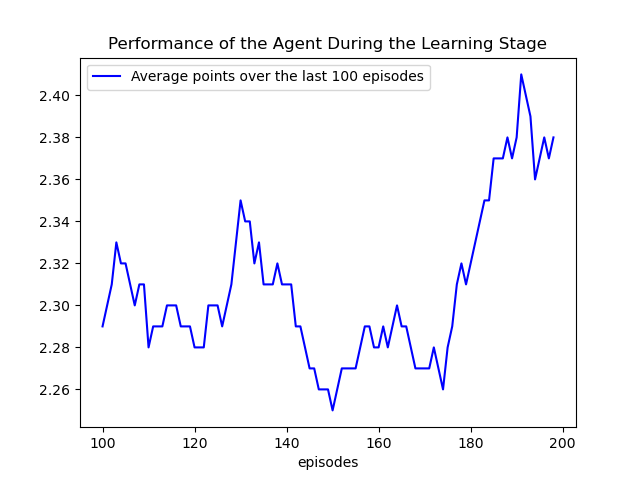 Performance of the Agent During the Learning Stage
Average points over the last 100 episodes
2.40
2.38
2.36
2.34
2.32
2.30
2.28
2.26
100 120 140 160 180 200
episodes